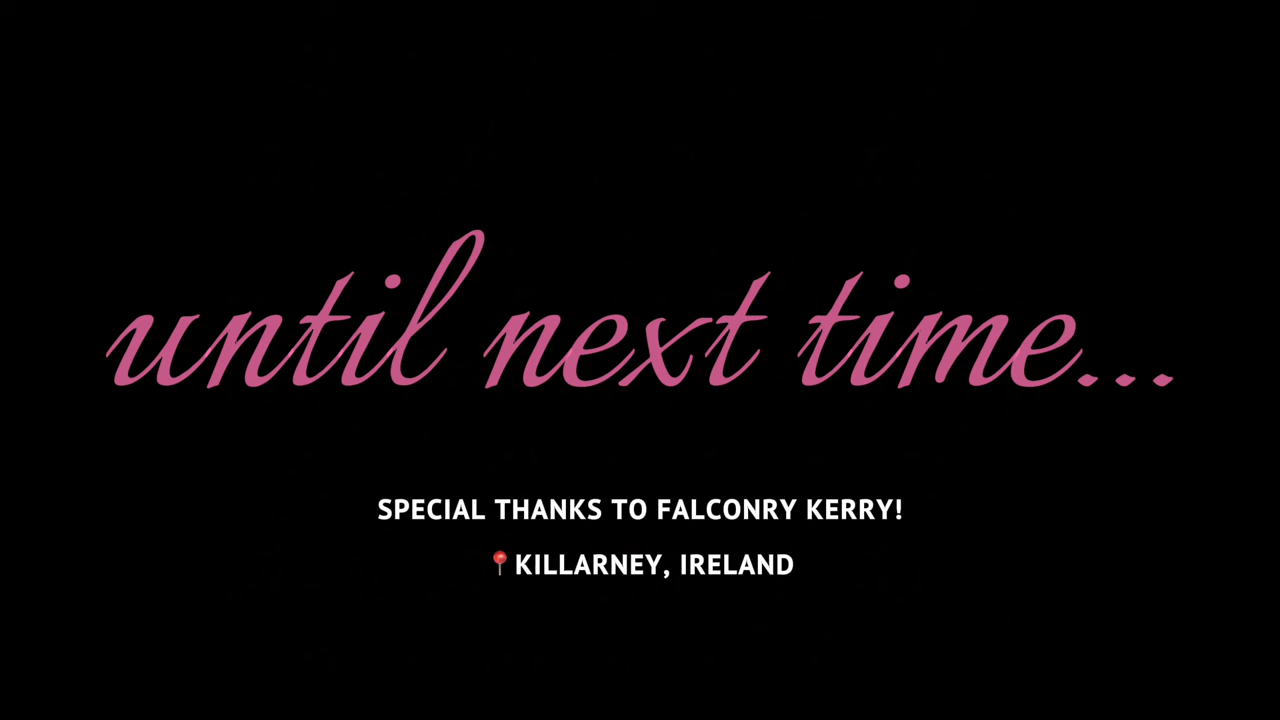 until next time...
SPECIAL THANKS TO FALCONRY KERRY!
📍KILLARNEY, IRELAND